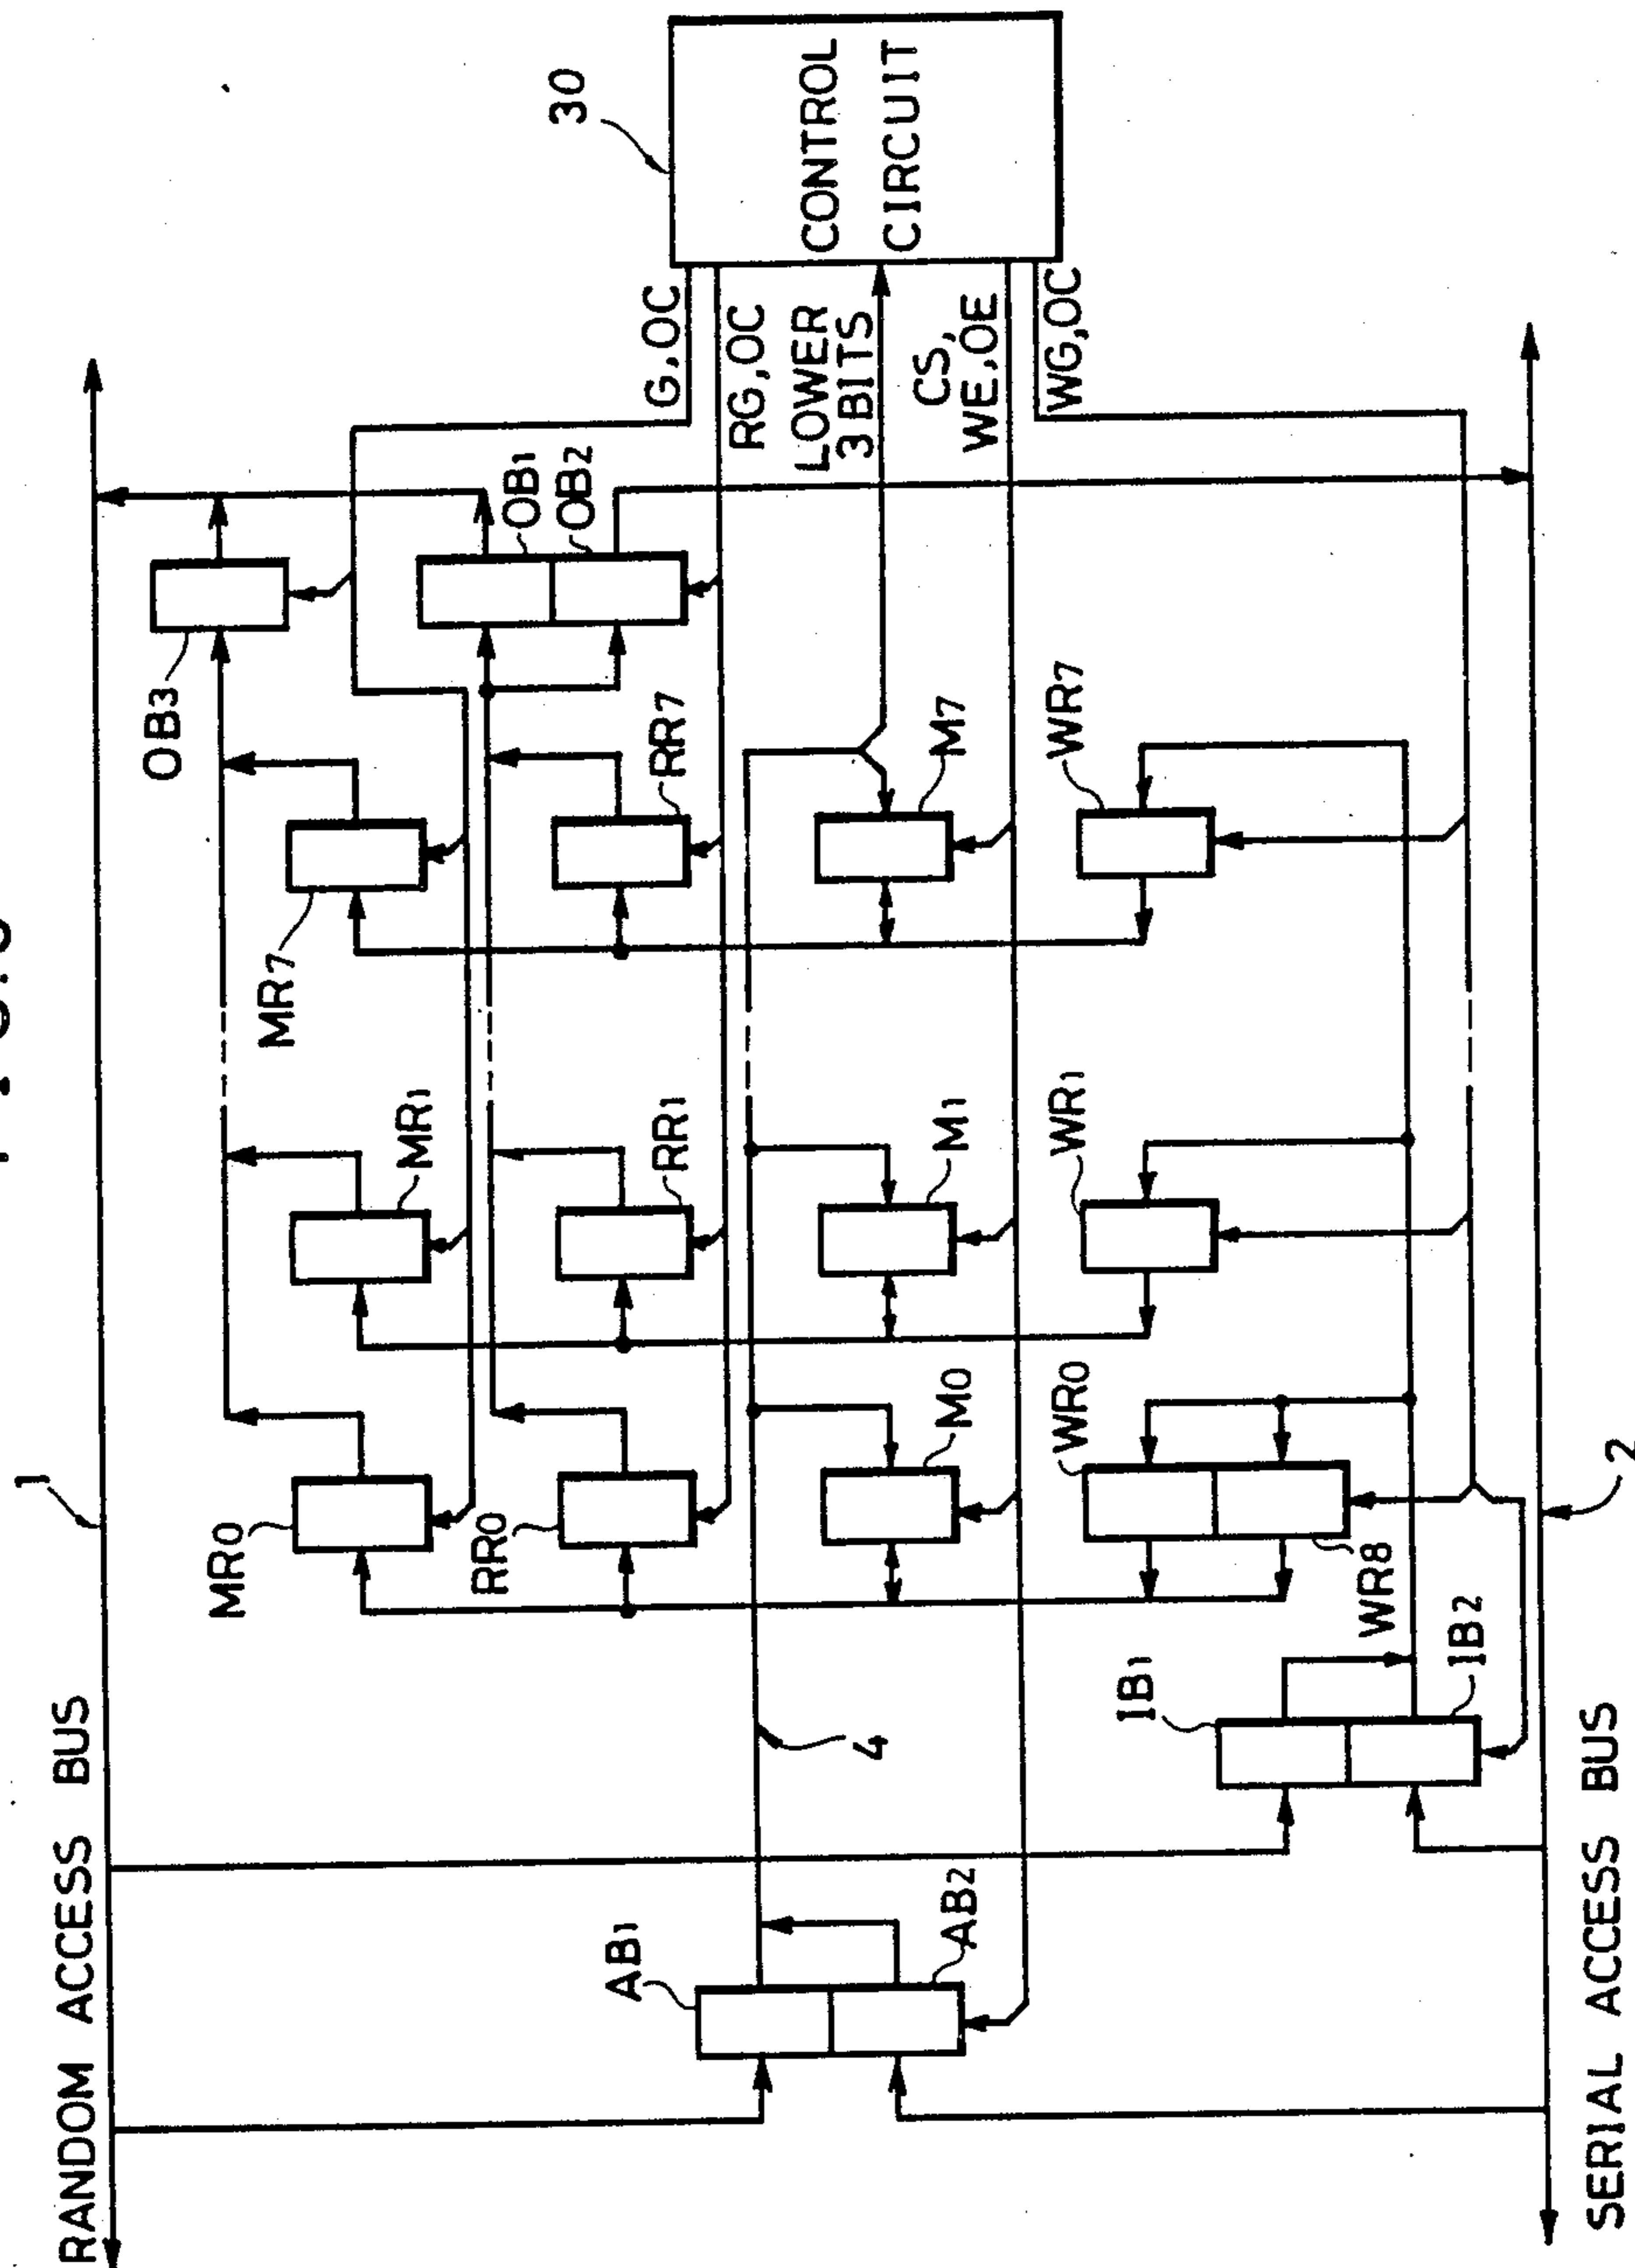 1
RANDOM ACCESS BUS
OB3
MR0
MR1
MR7
OB1
OB2
RR0
RR1
RR7
G,OC
RG,OC
30
CONTROL
CIRCUIT
LOWER
3 BITS
CS,
WE,OE
WG,OC
AB1
AB2
4
M0
M1
M7
WR0
WR1
WR7
WR8
IB1
IB2
2
SERIAL ACCESS BUS